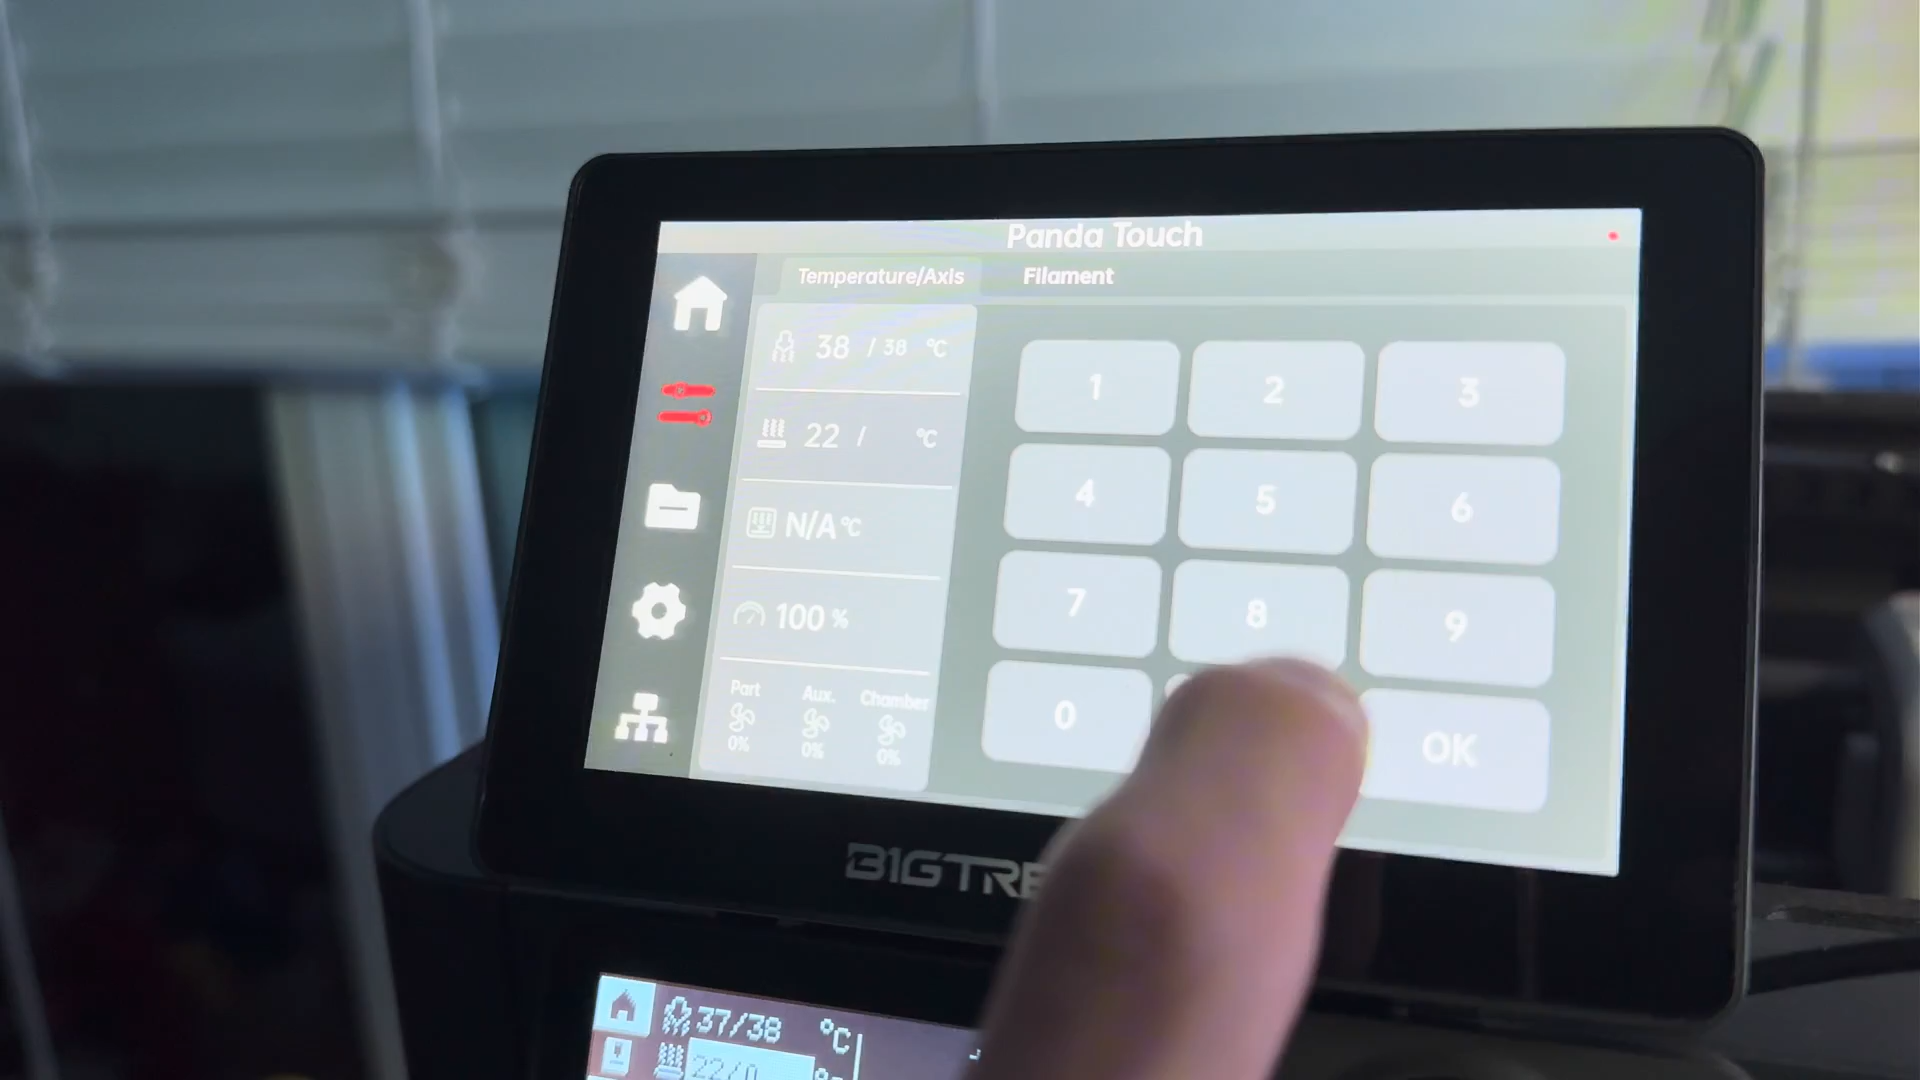 Panda Touch
Temperature/Axis Filament
38 / 38 °C
22 / °C
N/A °C
100 %
Part Aux. Chamber
0% 0% 0%
1 2 3
4 5 6
7 8 9
0 OK
37/38 °C
22/0